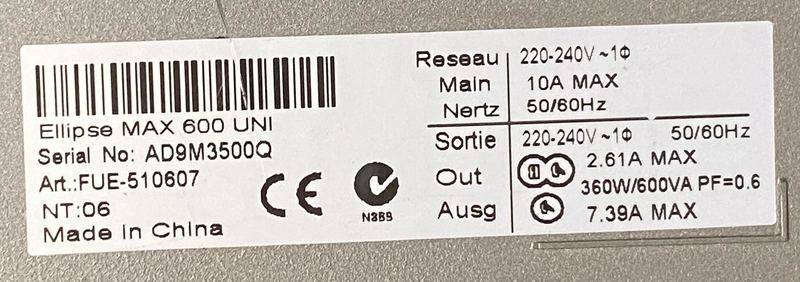 Ellipse MAX 600 UNI
Serial No: AD9M3500Q
Art.:FUE-510607
NT:06
Made in China
CE
N3B9
Reseau 220-240V ~1Φ
Main 10A MAX
Nertz 50/60Hz
Sortie 220-240V ~1Φ 50/60Hz
Out 2.61A MAX
360W/600VA PF=0.6
Ausg 7.39A MAX